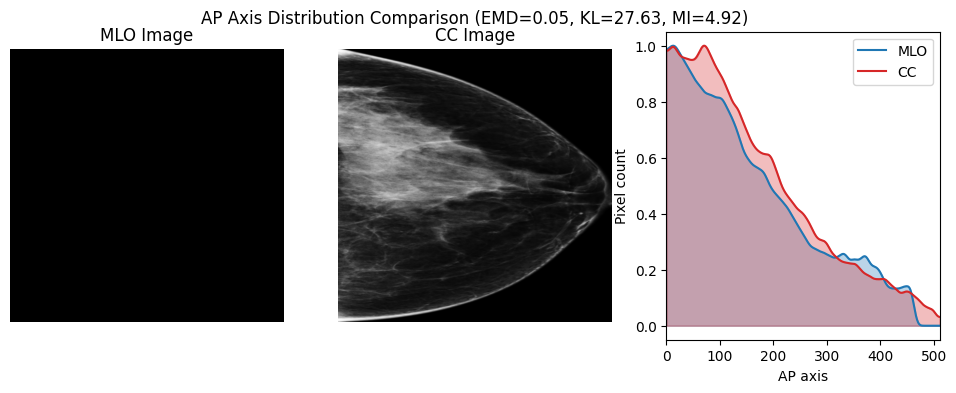 AP Axis Distribution Comparison (EMD=0.05, KL=27.63, MI=4.92)
MLO Image
CC Image
MLO
CC
Pixel count
1.0
0.8
0.6
0.4
0.2
0.0
0 100 200 300 400 500
AP axis